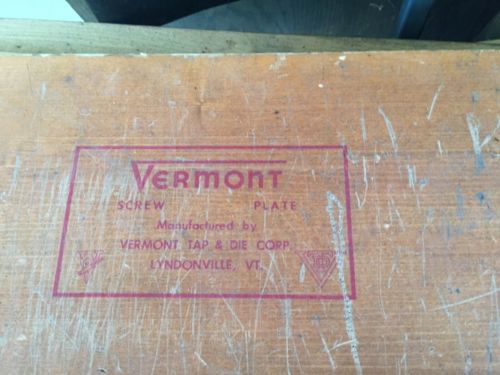 VERMONT
SCREW PLATE
Manufactured by
VERMONT TAP & DIE CORP.
LYNDONVILLE, VT.